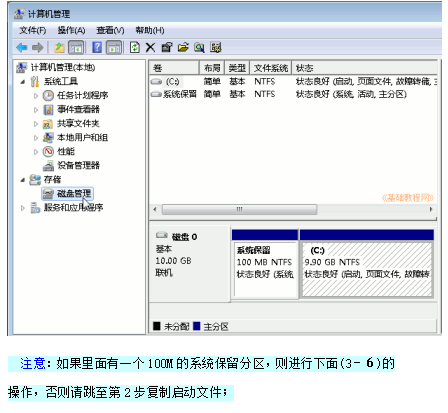 计算机管理
文件(F) 操作(A) 查看(V) 帮助(H)
计算机管理(本地)
系统工具
任务计划程序
事件查看器
共享文件夹
本地用户和组
性能
设备管理器
存储
磁盘管理
服务和应用程序
卷 布局 类型 文件系统 状态
(C:) 简单 基本 NTFS 状态良好 (启动, 页面文件, 故障转储, 主
系统保留 简单 基本 NTFS 状态良好 (系统, 活动, 主分区)
《基础教程网》
磁盘 0
基本
10.00 GB
联机
系统保留
100 MB NTFS
状态良好 (系统,
(C:)
9.90 GB NTFS
状态良好 (启动, 页面文件, 故障转
未分配 主分区
注意:如果里面有一个100M的系统保留分区,则进行下面(3-6)的
操作,否则请跳至第2步复制启动文件;